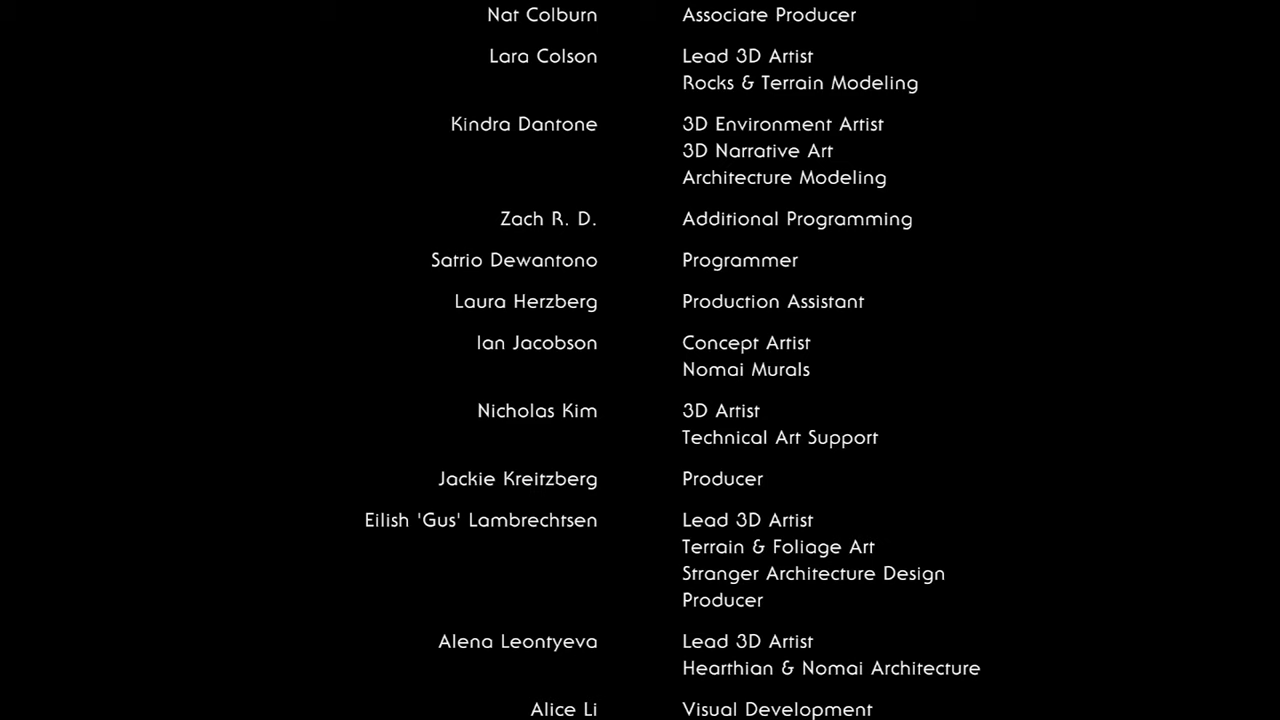 Nat Colburn Associate Producer
Lara Colson Lead 3D Artist
Rocks & Terrain Modeling
Kindra Dantone 3D Environment Artist
3D Narrative Art
Architecture Modeling
Zach R. D. Additional Programming
Satrio Dewantono Programmer
Laura Herzberg Production Assistant
Ian Jacobson Concept Artist
Nomai Murals
Nicholas Kim 3D Artist
Technical Art Support
Jackie Kreitzberg Producer
Eilish 'Gus' Lambrechtsen Lead 3D Artist
Terrain & Foliage Art
Stranger Architecture Design
Producer
Alena Leontyeva Lead 3D Artist
Hearthian & Nomai Architecture
Alice Li Visual Development